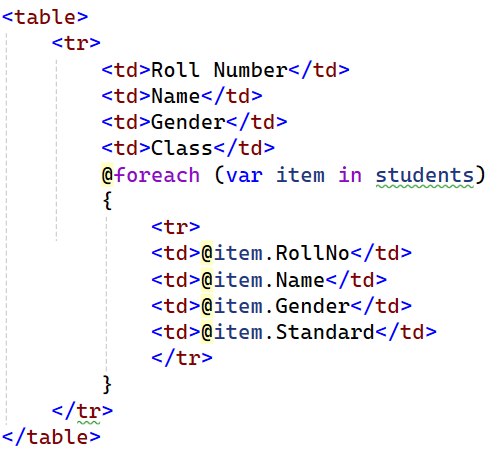 <table>
<tr>
<td>Roll Number</td>
<td>Name</td>
<td>Gender</td>
<td>Class</td>
@foreach (var item in students)
{
<tr>
<td>@item.RollNo</td>
<td>@item.Name</td>
<td>@item.Gender</td>
<td>@item.Standard</td>
</tr>
}
</tr>
</table>